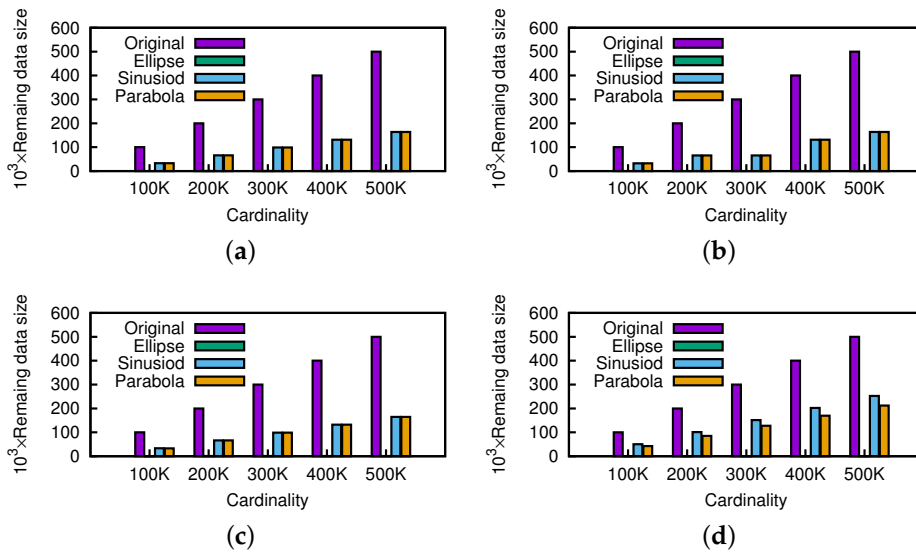 10³×Remaing data size
600
500
400
300
200
100
0
Original
Ellipse
Sinusiod
Parabola
100K 200K 300K 400K 500K
Cardinality
(a)
10³×Remaing data size
600
500
400
300
200
100
0
Original
Ellipse
Sinusiod
Parabola
100K 200K 300K 400K 500K
Cardinality
(b)
10³×Remaing data size
600
500
400
300
200
100
0
Original
Ellipse
Sinusiod
Parabola
100K 200K 300K 400K 500K
Cardinality
(c)
10³×Remaing data size
600
500
400
300
200
100
0
Original
Ellipse
Sinusiod
Parabola
100K 200K 300K 400K 500K
Cardinality
(d)